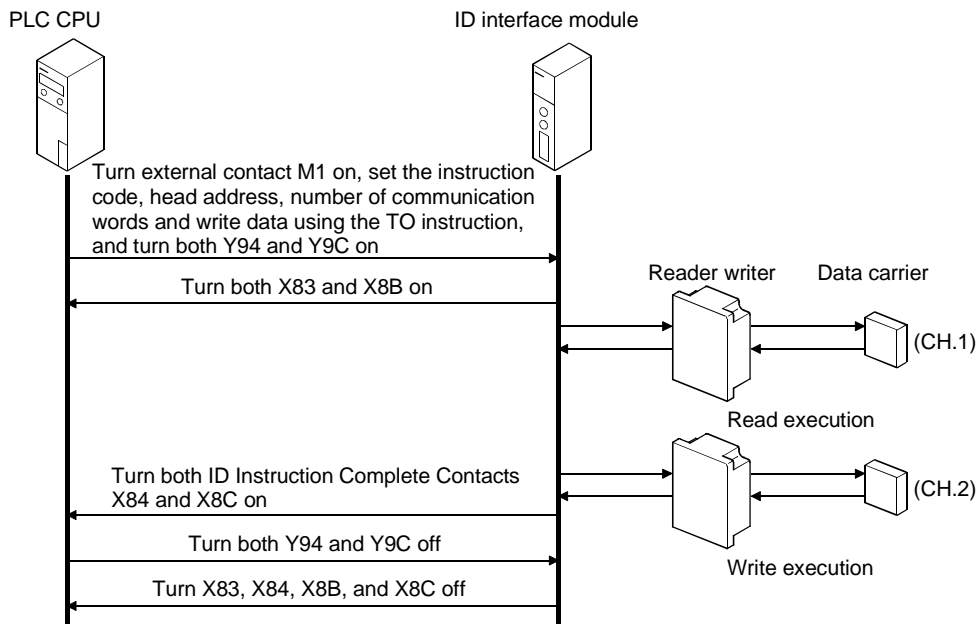 PLC CPU
ID interface module
Turn external contact M1 on, set the instruction
code, head address, number of communication
words and write data using the TO instruction,
and turn both Y94 and Y9C on
Reader writer
Data carrier
Turn both X83 and X8B on
(CH.1)
Read execution
Turn both ID Instruction Complete Contacts
X84 and X8C on
(CH.2)
Turn both Y94 and Y9C off
Write execution
Turn X83, X84, X8B, and X8C off